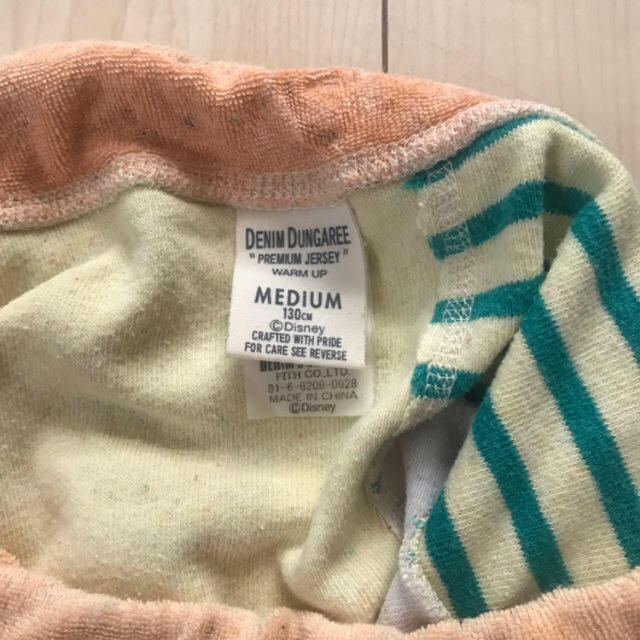 DENIM DUNGAREE
"PREMIUM JERSEY"
WARM UP
MEDIUM
130CM
©Disney
CRAFTED WITH PRIDE
FOR CARE SEE REVERSE
FITH CO.,LTD.
81-6-6209-0928
MADE IN CHINA
©Disney